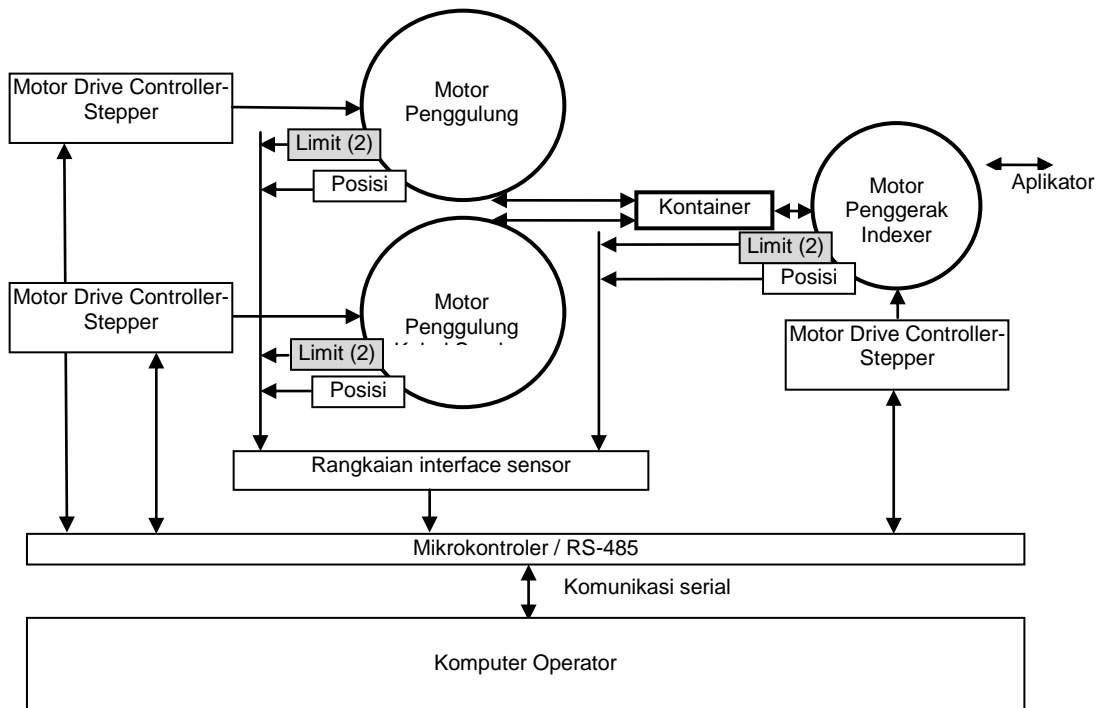 Motor Drive Controller-
Stepper
Motor
Penggulung
Limit (2)
Posisi
Kontainer
Motor
Penggerak
Indexer
Aplikator
Limit (2)
Posisi
Motor Drive Controller-
Stepper
Motor
Penggulung
Limit (2)
Posisi
Motor Drive Controller-
Stepper
Rangkaian interface sensor
Mikrokontroler / RS-485
Komunikasi serial
Komputer Operator